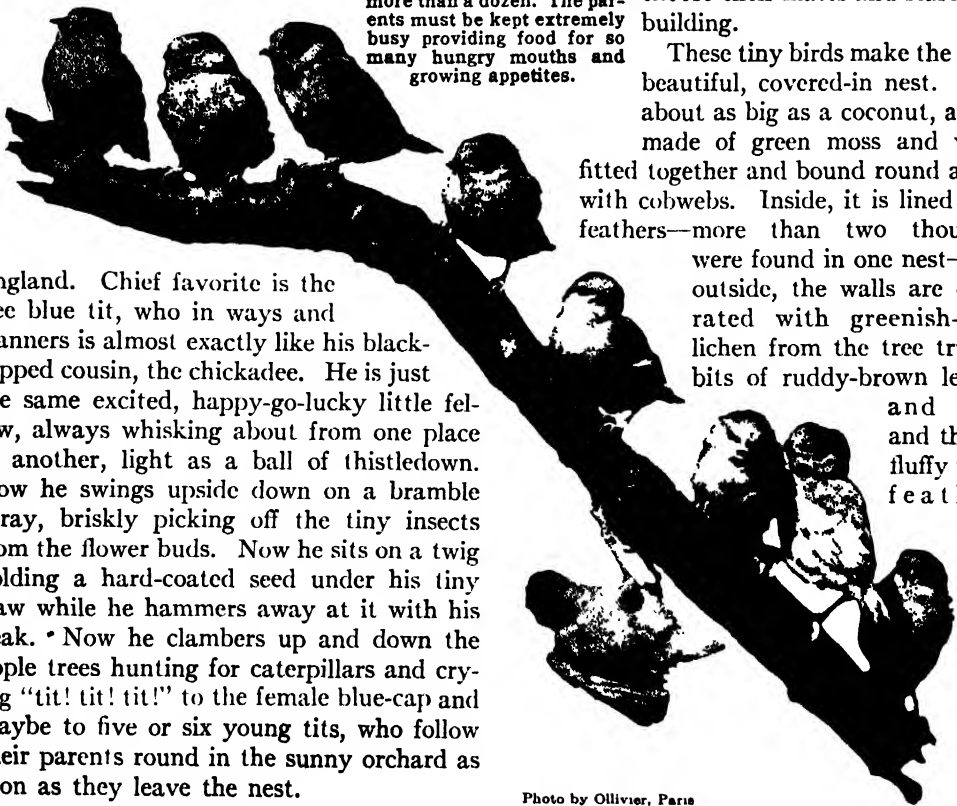 more than a dozen. The par-
ents must be kept extremely
busy providing food for so
many hungry mouths and
growing appetites.
ngland. Chief favorite is the
ee blue tit, who in ways and
anners is almost exactly like his black-
pped cousin, the chickadee. He is just
e same excited, happy-go-lucky little fel-
w, always whisking about from one place
another, light as a ball of thistledown.
ow he swings upside down on a bramble
ray, briskly picking off the tiny insects
om the flower buds. Now he sits on a twig
olding a hard-coated seed under his tiny
aw while he hammers away at it with his
eak. Now he clambers up and down the
pple trees hunting for caterpillars and cry-
g "tit! tit! tit!" to the female blue-cap and
aybe to five or six young tits, who follow
eir parents round in the sunny orchard as
on as they leave the nest.
their mates and
building.
These tiny birds make the
beautiful, covered-in nest.
about as big as a coconut, a
made of green moss and
fitted together and bound round a
with cobwebs. Inside, it is lined
feathers—more than two thou
were found in one nest—
outside, the walls are
rated with greenish-
lichen from the tree tr
bits of ruddy-brown le
and
and th
fluffy
feat
Photo by Ollivier, Paris